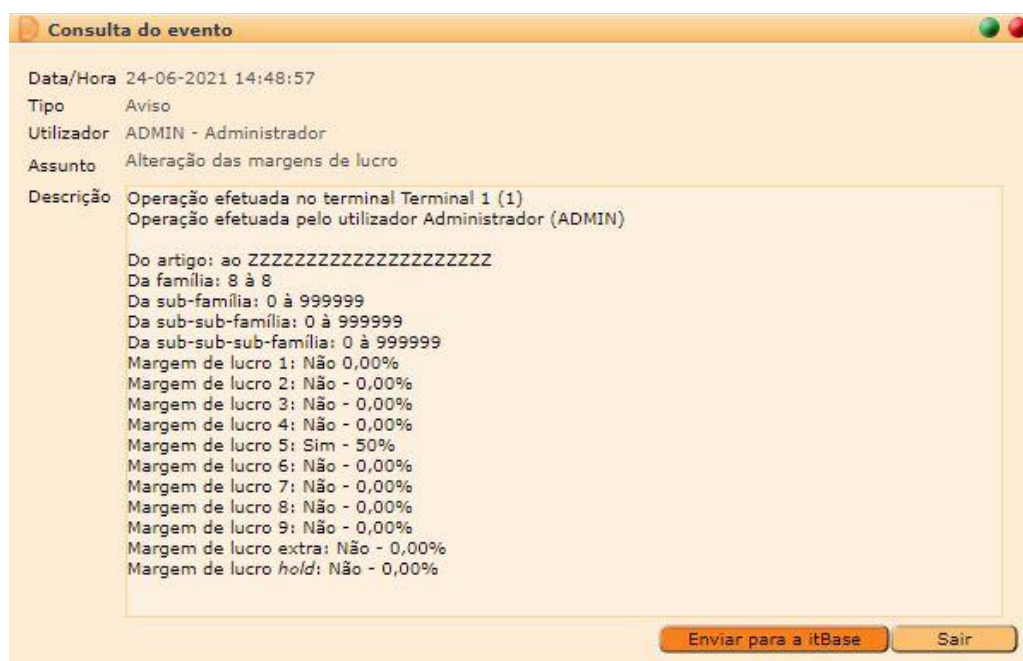 Consulta do evento
Data/Hora 24-06-2021 14:48:57
Tipo Aviso
Utilizador ADMIN - Administrador
Assunto Alteração das margens de lucro
Descrição Operação efetuada no terminal Terminal 1 (1)
Operação efetuada pelo utilizador Administrador (ADMIN)
Do artigo: ao ZZZZZZZZZZZZZZZZZZZZZZ
Da família: 8 à 8
Da sub-família: 0 à 999999
Da sub-sub-família: 0 à 999999
Da sub-sub-sub-família: 0 à 999999
Margem de lucro 1: Não 0,00%
Margem de lucro 2: Não - 0,00%
Margem de lucro 3: Não - 0,00%
Margem de lucro 4: Não - 0,00%
Margem de lucro 5: Sim - 50%
Margem de lucro 6: Não - 0,00%
Margem de lucro 7: Não - 0,00%
Margem de lucro 8: Não - 0,00%
Margem de lucro 9: Não - 0,00%
Margem de lucro extra: Não - 0,00%
Margem de lucro hold: Não - 0,00%
Enviar para a itBase Sair